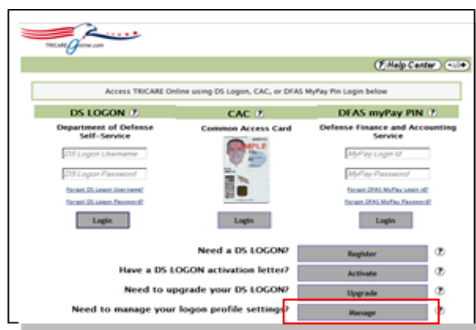 TRICARE Online.com
(?) Help Center
Access TRICARE Online using DS Logon, CAC, or DFAS MyPay Pin Login below
DS LOGON (?)
Department of Defense
Self-Service
DS Logon Username
DS Logon Password
Forgot DS Logon Username?
Forgot DS Logon Password?
Login
CAC (?)
Common Access Card
Login
DFAS myPay PIN (?)
Defense Finance and Accounting
Service
MyPay Login Id
MyPay Password
Forgot DFAS MyPay Login Id?
Forgot DFAS MyPay Password?
Login
Need a DS LOGON? Register (?)
Have a DS LOGON activation letter? Activate (?)
Need to upgrade your DS LOGON? Upgrade (?)
Need to manage your logon profile settings? Manage (?)